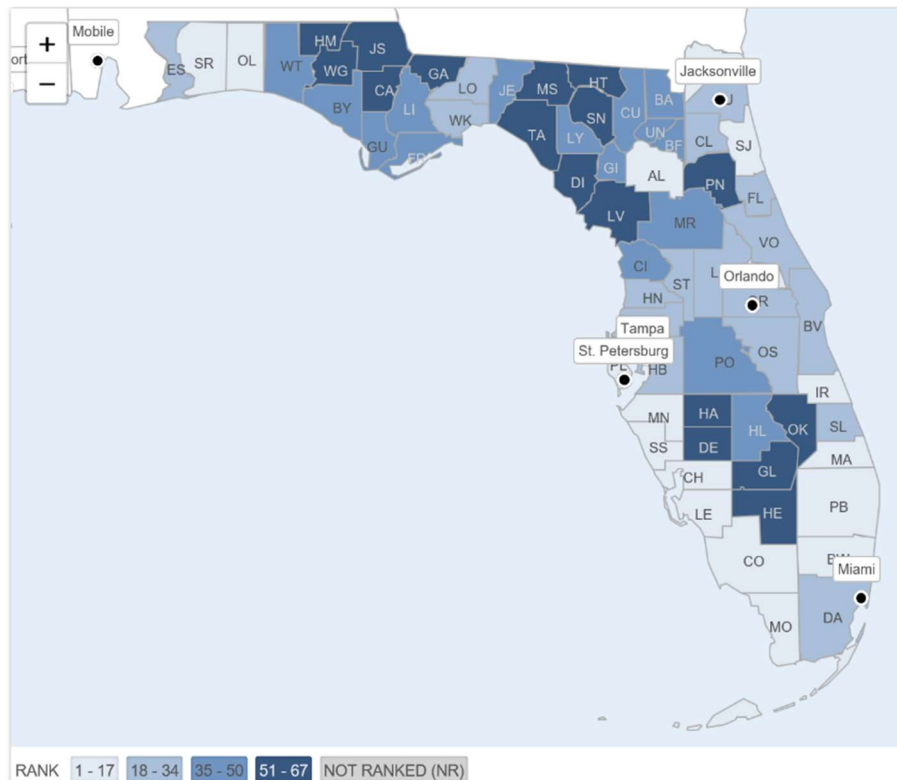 +
−
Mobile
ES
SR
OL
WT
HM
JS
WG
BY
CA
LI
GU
GA
LO
WK
JE
MS
HT
TA
SN
LY
CU
BA
UN
BF
GI
DI
LV
AL
Jacksonville
CL
SJ
PN
FL
MR
VO
CI
ST
HN
Orlando
BV
Tampa
St. Petersburg
HB
PO
OS
IR
MN
HA
HL
OK
SL
SS
DE
MA
CH
GL
LE
HE
PB
CO
Miami
MO
DA
RANK 1 - 17 18 - 34 35 - 50 51 - 67 NOT RANKED (NR)